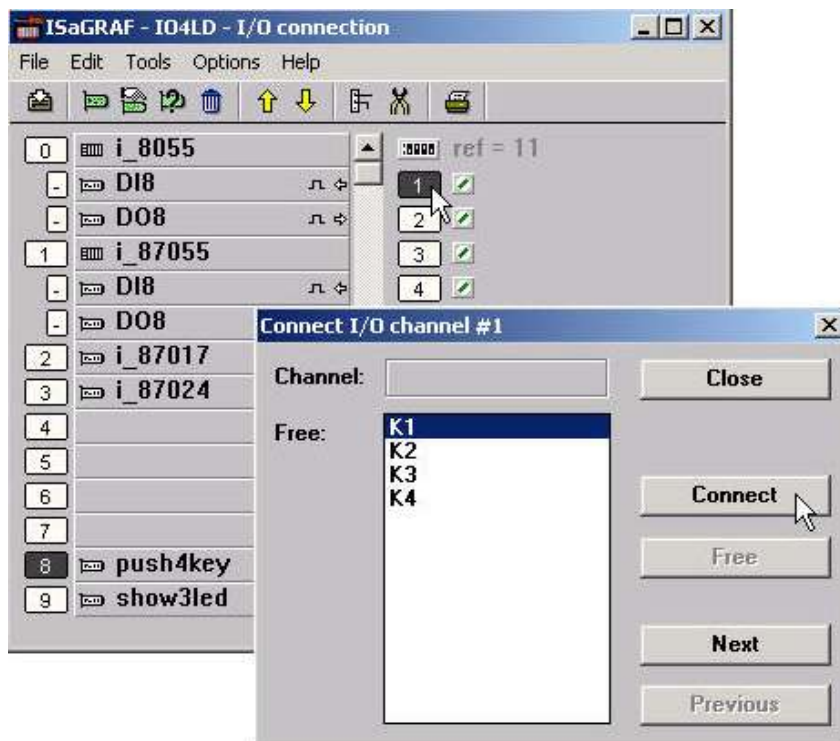 ISaGRAF - IO4LD - I/O connection
File Edit Tools Options Help
0 i_8055
- DI8
- DO8
1 i_87055
- DI8
- DO8
2 i_87017
3 i_87024
4
5
6
7
8 push4key
9 show3led
ref = 11
1
2
3
4
Connect I/O channel #1
Channel:
Close
Free:
K1
K2
K3
K4
Connect
Free
Next
Previous